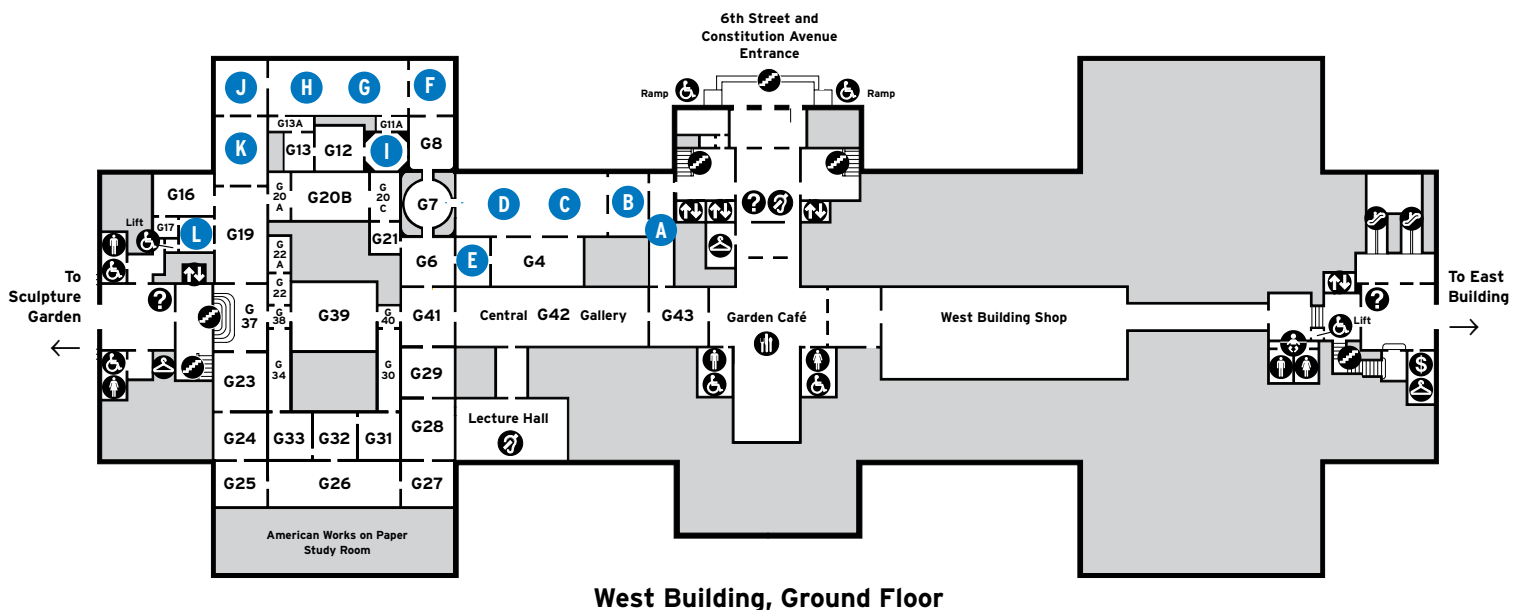 6th Street and
Constitution Avenue
Entrance
Ramp
Ramp
J
H
G
F
G13A
G11A
K
G13
G12
I
G8
G16
G
20
A
G20B
G
20
C
G7
D
C
B
Lift
G17
L
G19
G21
A
G
22
A
G6
E
G4
To
Sculpture
Garden
?
G
22
?
G
37
G
38
G39
G
40
G41
Central G42 Gallery
G43
Garden Café
West Building Shop
?
Lift
To East
Building
G23
G
34
G
30
G29
$
G24
G33
G32
G31
G28
Lecture Hall
G25
G26
G27
American Works on Paper
Study Room
West Building, Ground Floor